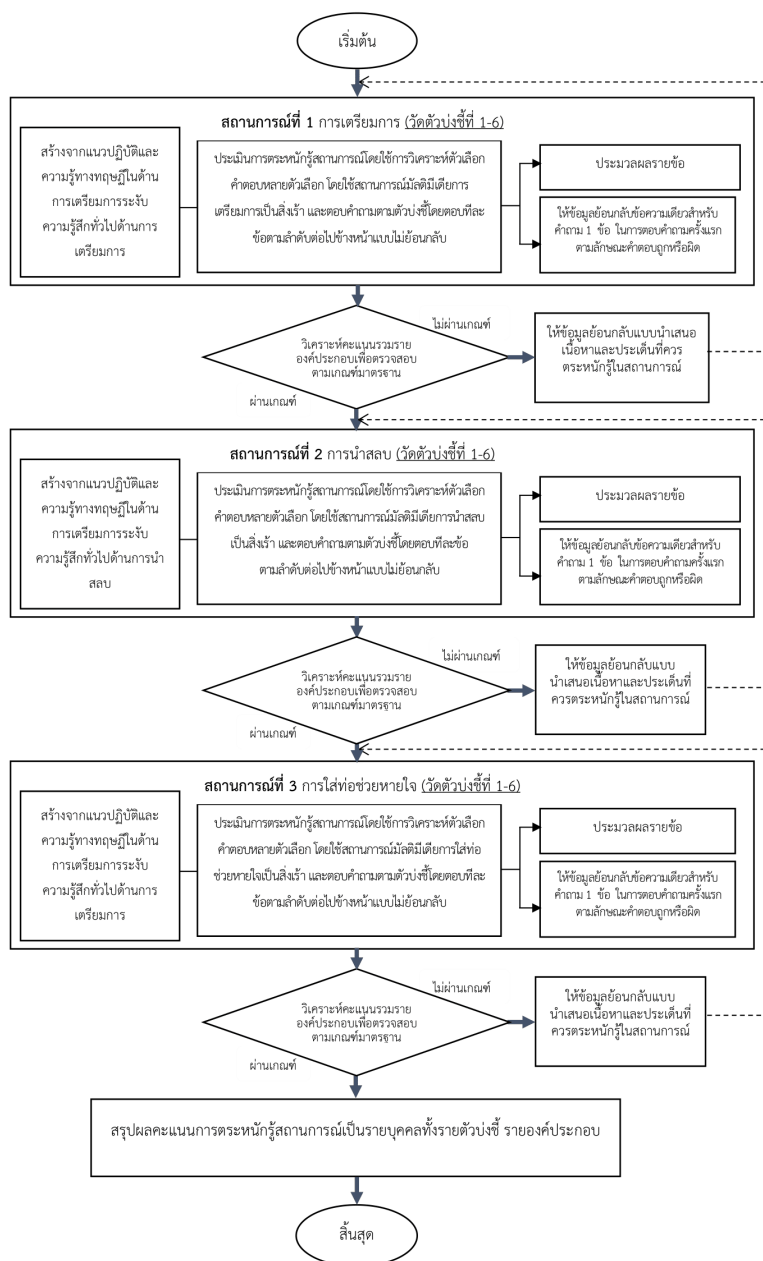 เริ่มต้น
สถานการณ์ที่ 1 การเตรียมการ (วัดตัวบ่งชี้ที่ 1-6)
สร้างจากแนวปฏิบัติและ
ความรู้ทางทฤษฎีในด้าน
การเตรียมการระงับ
ความรู้สึกทั่วไปด้านการ
เตรียมการ
ประเมินการตระหนักรู้สถานการณ์โดยใช้การวิเคราะห์ตัวเลือก
คำตอบหลายตัวเลือก โดยใช้สถานการณ์มัลติมีเดียการ
เตรียมการเป็นสิ่งเร้า และตอบคำถามตามตัวบ่งชี้โดยตอบทีละ
ข้อตามลำดับต่อไปข้างหน้าแบบไม่ย้อนกลับ
ประมวลผลรายข้อ
ให้ข้อมูลย้อนกลับข้อความเดียวสำหรับ
คำถาม 1 ข้อ ในการตอบคำถามครั้งแรก
ตามลักษณะคำตอบถูกหรือผิด
วิเคราะห์คะแนนรวมราย
องค์ประกอบเพื่อตรวจสอบ
ตามเกณฑ์มาตรฐาน
ไม่ผ่านเกณฑ์
ให้ข้อมูลย้อนกลับแบบนำเสนอ
เนื้อหาและประเด็นที่ควร
ตระหนักรู้ในสถานการณ์
ผ่านเกณฑ์
สถานการณ์ที่ 2 การนำสลบ (วัดตัวบ่งชี้ที่ 1-6)
สร้างจากแนวปฏิบัติและ
ความรู้ทางทฤษฎีในด้าน
การเตรียมการระงับ
ความรู้สึกทั่วไปด้านการนำ
สลบ
ประเมินการตระหนักรู้สถานการณ์โดยใช้การวิเคราะห์ตัวเลือก
คำตอบหลายตัวเลือก โดยใช้สถานการณ์มัลติมีเดียการนำสลบ
เป็นสิ่งเร้า และตอบคำถามตามตัวบ่งชี้โดยตอบทีละข้อ
ตามลำดับต่อไปข้างหน้าแบบไม่ย้อนกลับ
ประมวลผลรายข้อ
ให้ข้อมูลย้อนกลับข้อความเดียวสำหรับ
คำถาม 1 ข้อ ในการตอบคำถามครั้งแรก
ตามลักษณะคำตอบถูกหรือผิด
วิเคราะห์คะแนนรวมราย
องค์ประกอบเพื่อตรวจสอบ
ตามเกณฑ์มาตรฐาน
ไม่ผ่านเกณฑ์
ให้ข้อมูลย้อนกลับแบบ
นำเสนอเนื้อหาและประเด็นที่
ควรตระหนักรู้ในสถานการณ์
ผ่านเกณฑ์
สถานการณ์ที่ 3 การใส่ท่อช่วยหายใจ (วัดตัวบ่งชี้ที่ 1-6)
สร้างจากแนวปฏิบัติและ
ความรู้ทางทฤษฎีในด้าน
การเตรียมการระงับ
ความรู้สึกทั่วไปด้านการ
เตรียมการ
ประเมินการตระหนักรู้สถานการณ์โดยใช้การวิเคราะห์ตัวเลือก
คำตอบหลายตัวเลือก โดยใช้สถานการณ์มัลติมีเดียการใส่ท่อ
ช่วยหายใจเป็นสิ่งเร้า และตอบคำถามตามตัวบ่งชี้โดยตอบทีละ
ข้อตามลำดับต่อไปข้างหน้าแบบไม่ย้อนกลับ
ประมวลผลรายข้อ
ให้ข้อมูลย้อนกลับข้อความเดียวสำหรับ
คำถาม 1 ข้อ ในการตอบคำถามครั้งแรก
ตามลักษณะคำตอบถูกหรือผิด
วิเคราะห์คะแนนรวมราย
องค์ประกอบเพื่อตรวจสอบ
ตามเกณฑ์มาตรฐาน
ไม่ผ่านเกณฑ์
ให้ข้อมูลย้อนกลับแบบ
นำเสนอเนื้อหาและประเด็นที่
ควรตระหนักรู้ในสถานการณ์
ผ่านเกณฑ์
สรุปผลคะแนนการตระหนักรู้สถานการณ์เป็นรายบุคคลทั้งรายตัวบ่งชี้ รายองค์ประกอบ
สิ้นสุด